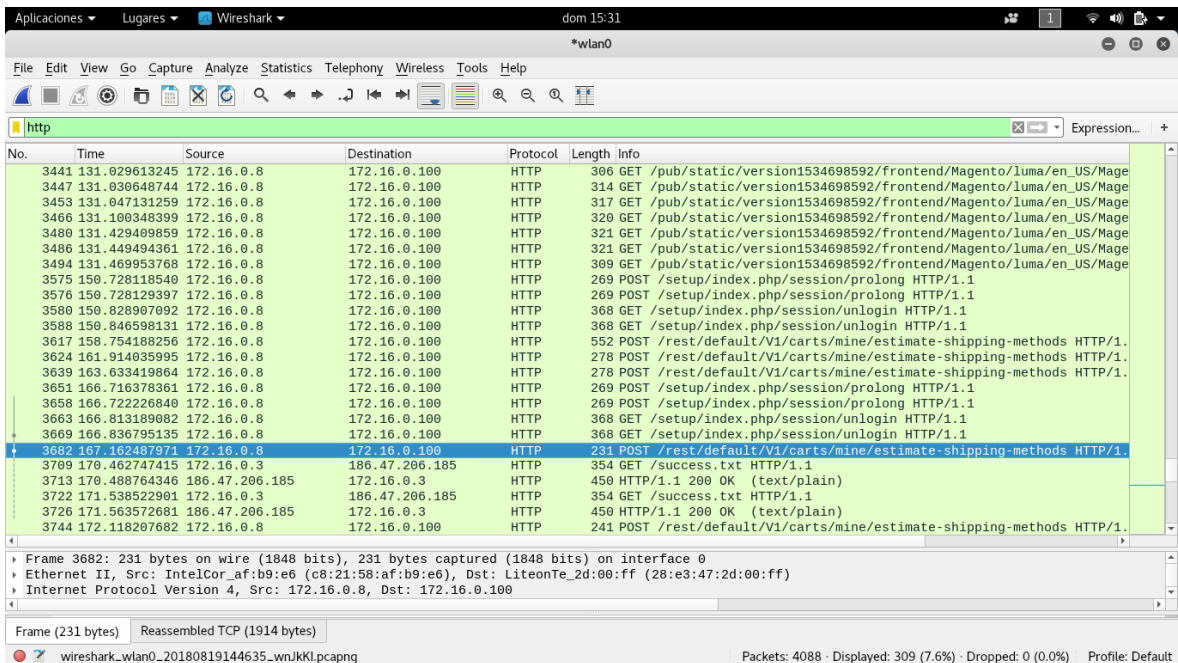 Aplicaciones Lugares Wireshark dom 15:31 1
*wlan0
File Edit View Go Capture Analyze Statistics Telephony Wireless Tools Help
http Expression... +
No. Time Source Destination Protocol Length Info
3441 131.029613245 172.16.0.8 172.16.0.100 HTTP 306 GET /pub/static/version1534698592/frontend/Magento/luma/en_US/Mage
3447 131.030648744 172.16.0.8 172.16.0.100 HTTP 314 GET /pub/static/version1534698592/frontend/Magento/luma/en_US/Mage
3453 131.047131259 172.16.0.8 172.16.0.100 HTTP 317 GET /pub/static/version1534698592/frontend/Magento/luma/en_US/Mage
3466 131.100348399 172.16.0.8 172.16.0.100 HTTP 320 GET /pub/static/version1534698592/frontend/Magento/luma/en_US/Mage
3480 131.429409859 172.16.0.8 172.16.0.100 HTTP 321 GET /pub/static/version1534698592/frontend/Magento/luma/en_US/Mage
3486 131.449494361 172.16.0.8 172.16.0.100 HTTP 321 GET /pub/static/version1534698592/frontend/Magento/luma/en_US/Mage
3494 131.469953768 172.16.0.8 172.16.0.100 HTTP 309 GET /pub/static/version1534698592/frontend/Magento/luma/en_US/Mage
3575 150.728118540 172.16.0.8 172.16.0.100 HTTP 269 POST /setup/index.php/session/prolong HTTP/1.1
3576 150.728129397 172.16.0.8 172.16.0.100 HTTP 269 POST /setup/index.php/session/prolong HTTP/1.1
3580 150.828907092 172.16.0.8 172.16.0.100 HTTP 368 GET /setup/index.php/session/unlogin HTTP/1.1
3588 150.846598131 172.16.0.8 172.16.0.100 HTTP 368 GET /setup/index.php/session/unlogin HTTP/1.1
3617 158.754188256 172.16.0.8 172.16.0.100 HTTP 552 POST /rest/default/V1/carts/mine/estimate-shipping-methods HTTP/1.
3624 161.914035995 172.16.0.8 172.16.0.100 HTTP 278 POST /rest/default/V1/carts/mine/estimate-shipping-methods HTTP/1.
3639 163.633419864 172.16.0.8 172.16.0.100 HTTP 278 POST /rest/default/V1/carts/mine/estimate-shipping-methods HTTP/1.
3651 166.716378361 172.16.0.8 172.16.0.100 HTTP 269 POST /setup/index.php/session/prolong HTTP/1.1
3658 166.722226840 172.16.0.8 172.16.0.100 HTTP 269 POST /setup/index.php/session/prolong HTTP/1.1
3663 166.813189082 172.16.0.8 172.16.0.100 HTTP 368 GET /setup/index.php/session/unlogin HTTP/1.1
3669 166.836795135 172.16.0.8 172.16.0.100 HTTP 368 GET /setup/index.php/session/unlogin HTTP/1.1
3682 167.162487971 172.16.0.8 172.16.0.100 HTTP 231 POST /rest/default/V1/carts/mine/estimate-shipping-methods HTTP/1.
3709 170.462747415 172.16.0.3 186.47.206.185 HTTP 354 GET /success.txt HTTP/1.1
3713 170.488764346 186.47.206.185 172.16.0.3 HTTP 450 HTTP/1.1 200 OK (text/plain)
3722 171.538522901 172.16.0.3 186.47.206.185 HTTP 354 GET /success.txt HTTP/1.1
3726 171.563572681 186.47.206.185 172.16.0.3 HTTP 450 HTTP/1.1 200 OK (text/plain)
3744 172.118207682 172.16.0.8 172.16.0.100 HTTP 241 POST /rest/default/V1/carts/mine/estimate-shipping-methods HTTP/1.
Frame 3682: 231 bytes on wire (1848 bits), 231 bytes captured (1848 bits) on interface 0
Ethernet II, Src: IntelCor_af:b9:e6 (c8:21:58:af:b9:e6), Dst: LiteonTe_2d:00:ff (28:e3:47:2d:00:ff)
Internet Protocol Version 4, Src: 172.16.0.8, Dst: 172.16.0.100
Frame (231 bytes) Reassembled TCP (1914 bytes)
wireshark_wlan0_20180819144635_wnJkKI.pcapng Packets: 4088 · Displayed: 309 (7.6%) · Dropped: 0 (0.0%) Profile: Default